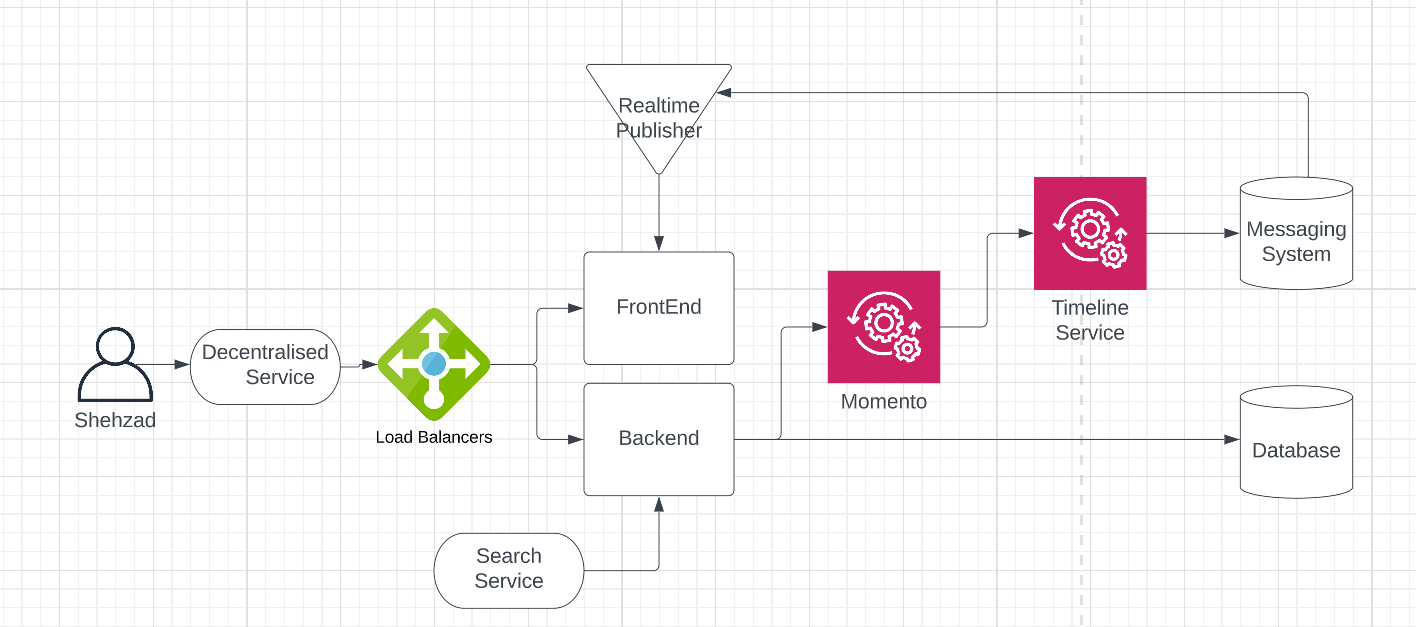 Realtime
Publisher
Messaging
System
FrontEnd
Timeline
Service
Decentralised
Service
Shehzad
Load Balancers
Momento
Backend
Database
Search
Service